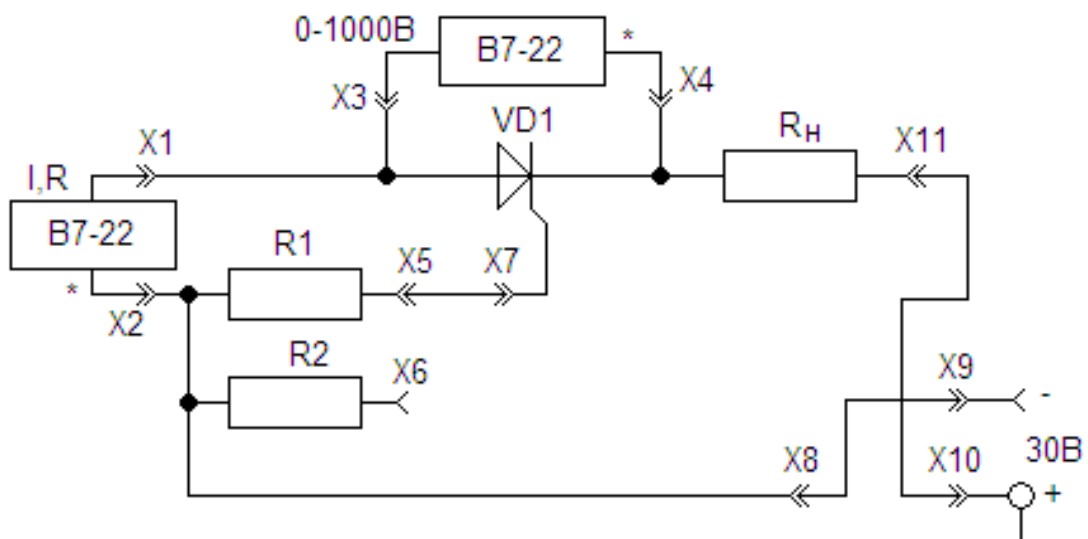 0-1000В
В7-22
*
X3
X4
VD1
X1
RН
X11
I,R
В7-22
*
X2
R1
X5
X7
R2
X6
X9
-
30В
X8
X10
+